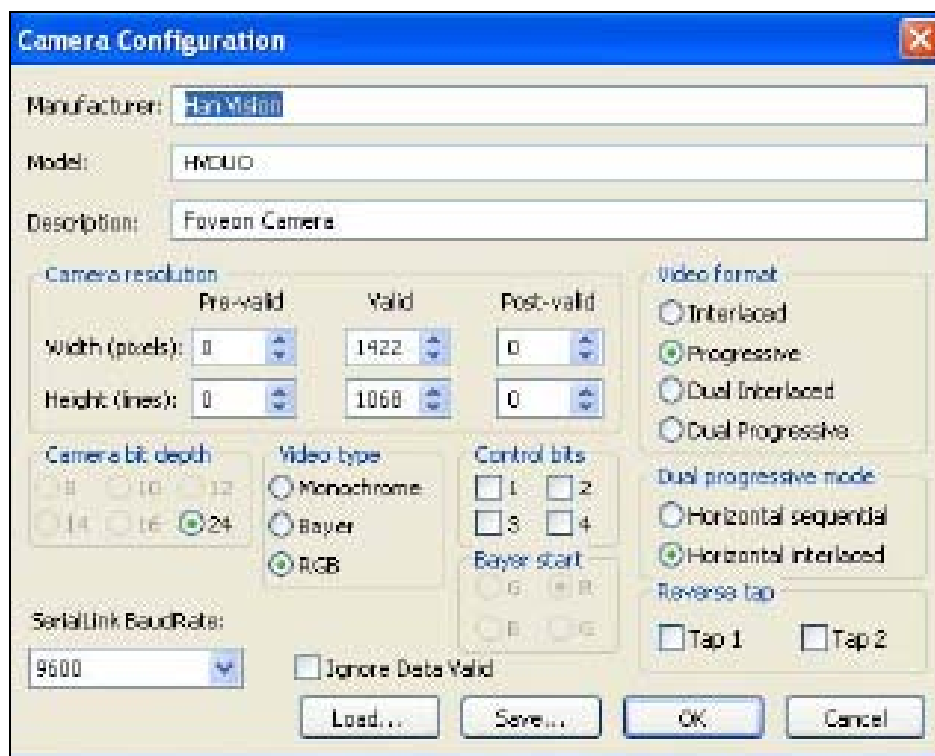 Camera Configuration
Manufacturer: Han Vision
Model: HVDUO
Description: Foveon Camera
Camera resolution
Pre-valid Valid Post-valid
Width (pixels): 0 1422 0
Height (lines): 0 1068 0
Video format
Interlaced
Progressive
Dual Interlaced
Dual Progressive
Camera bit depth
8 10 12
14 16 24
Video type
Monochrome
Bayer
RGB
Control bits
1 2
3 4
Bayer start
G R
B G
Dual progressive mode
Horizontal sequential
Horizontal interlaced
Reverse tap
Tap 1 Tap 2
SerialLink BaudRate:
9600
Ignore Data Valid
Load... Save... OK Cancel